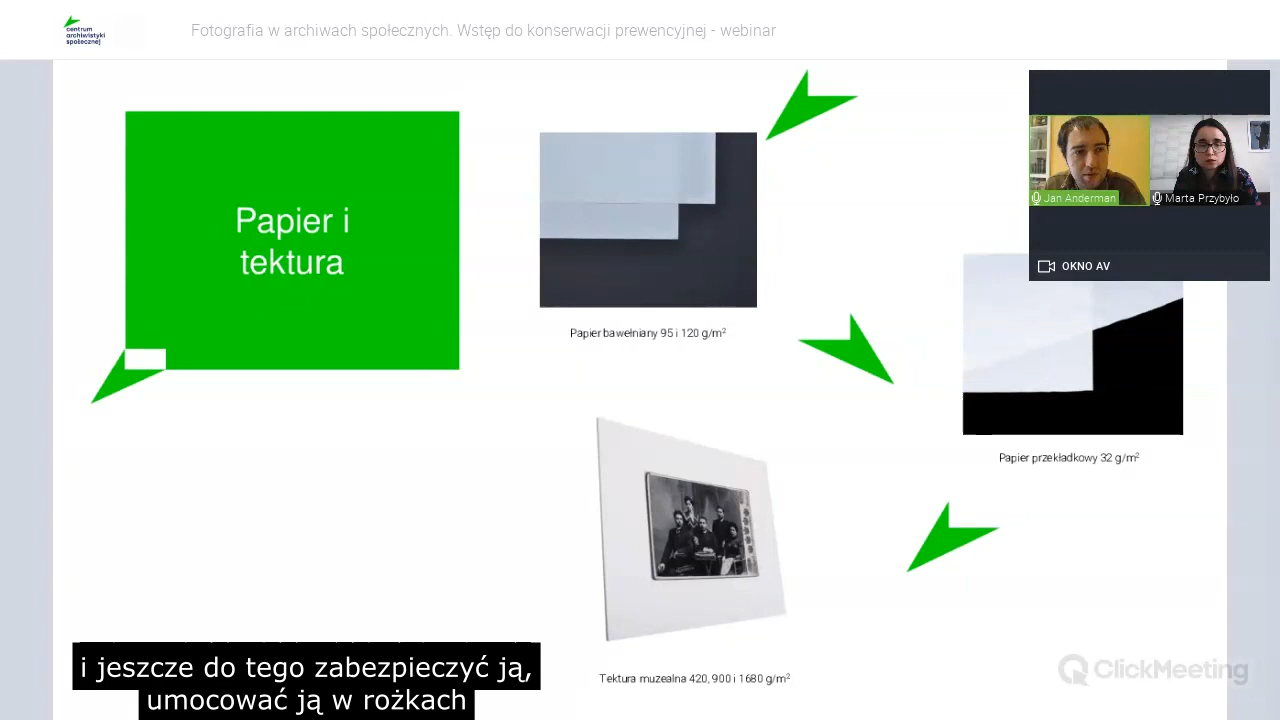 centrum
archiwistyki
społecznej
Fotografia w archiwach społecznych. Wstęp do konserwacji prewencyjnej - webinar
Papier i
tektura
Papier bawełniany 95 i 120 g/m²
Jan Anderman
Marta Przybyło
OKNO AV
Papier przekładkowy 32 g/m²
Tektura muzealna 420, 900 i 1680 g/m²
ClickMeeting
i jeszcze do tego zabezpieczyć ją,
umocować ją w rożkach